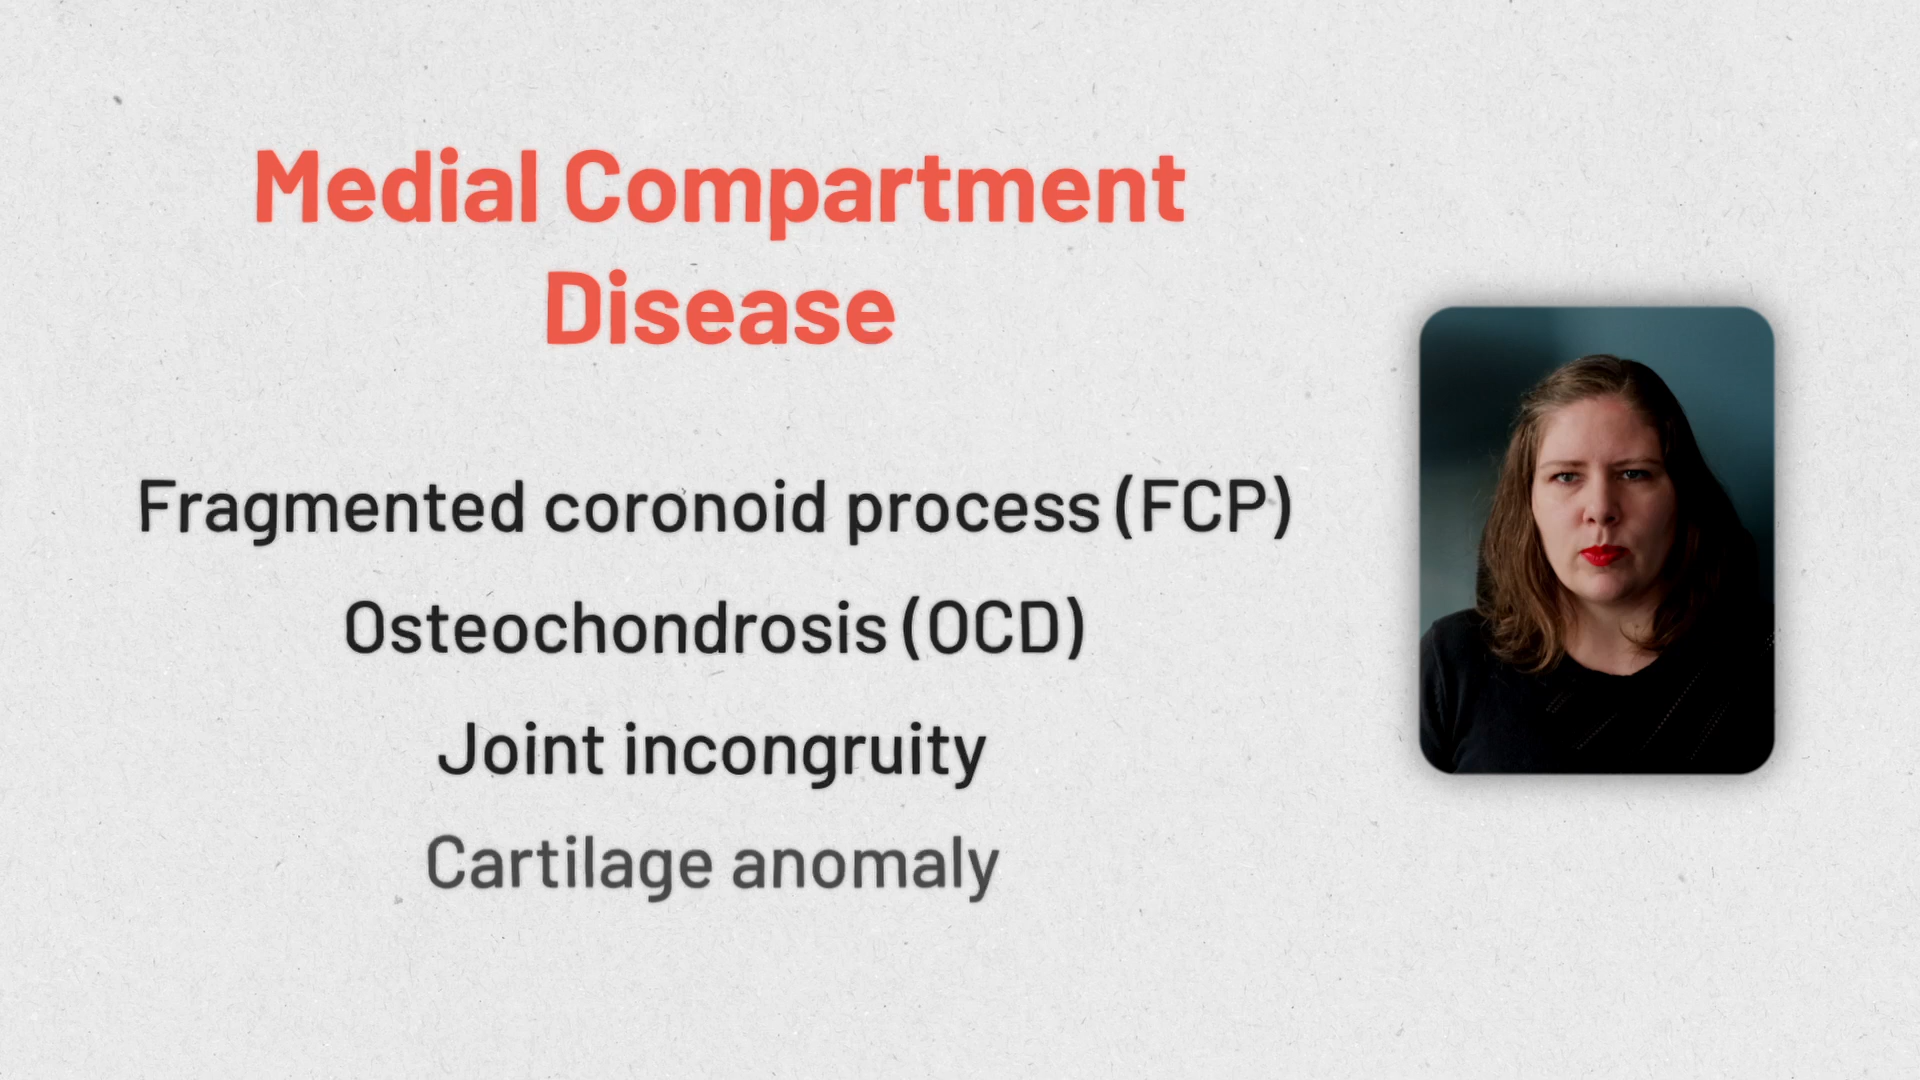 Medial Compartment
Disease
Fragmented coronoid process (FCP)
Osteochondrosis (OCD)
Joint incongruity
Cartilage anomaly